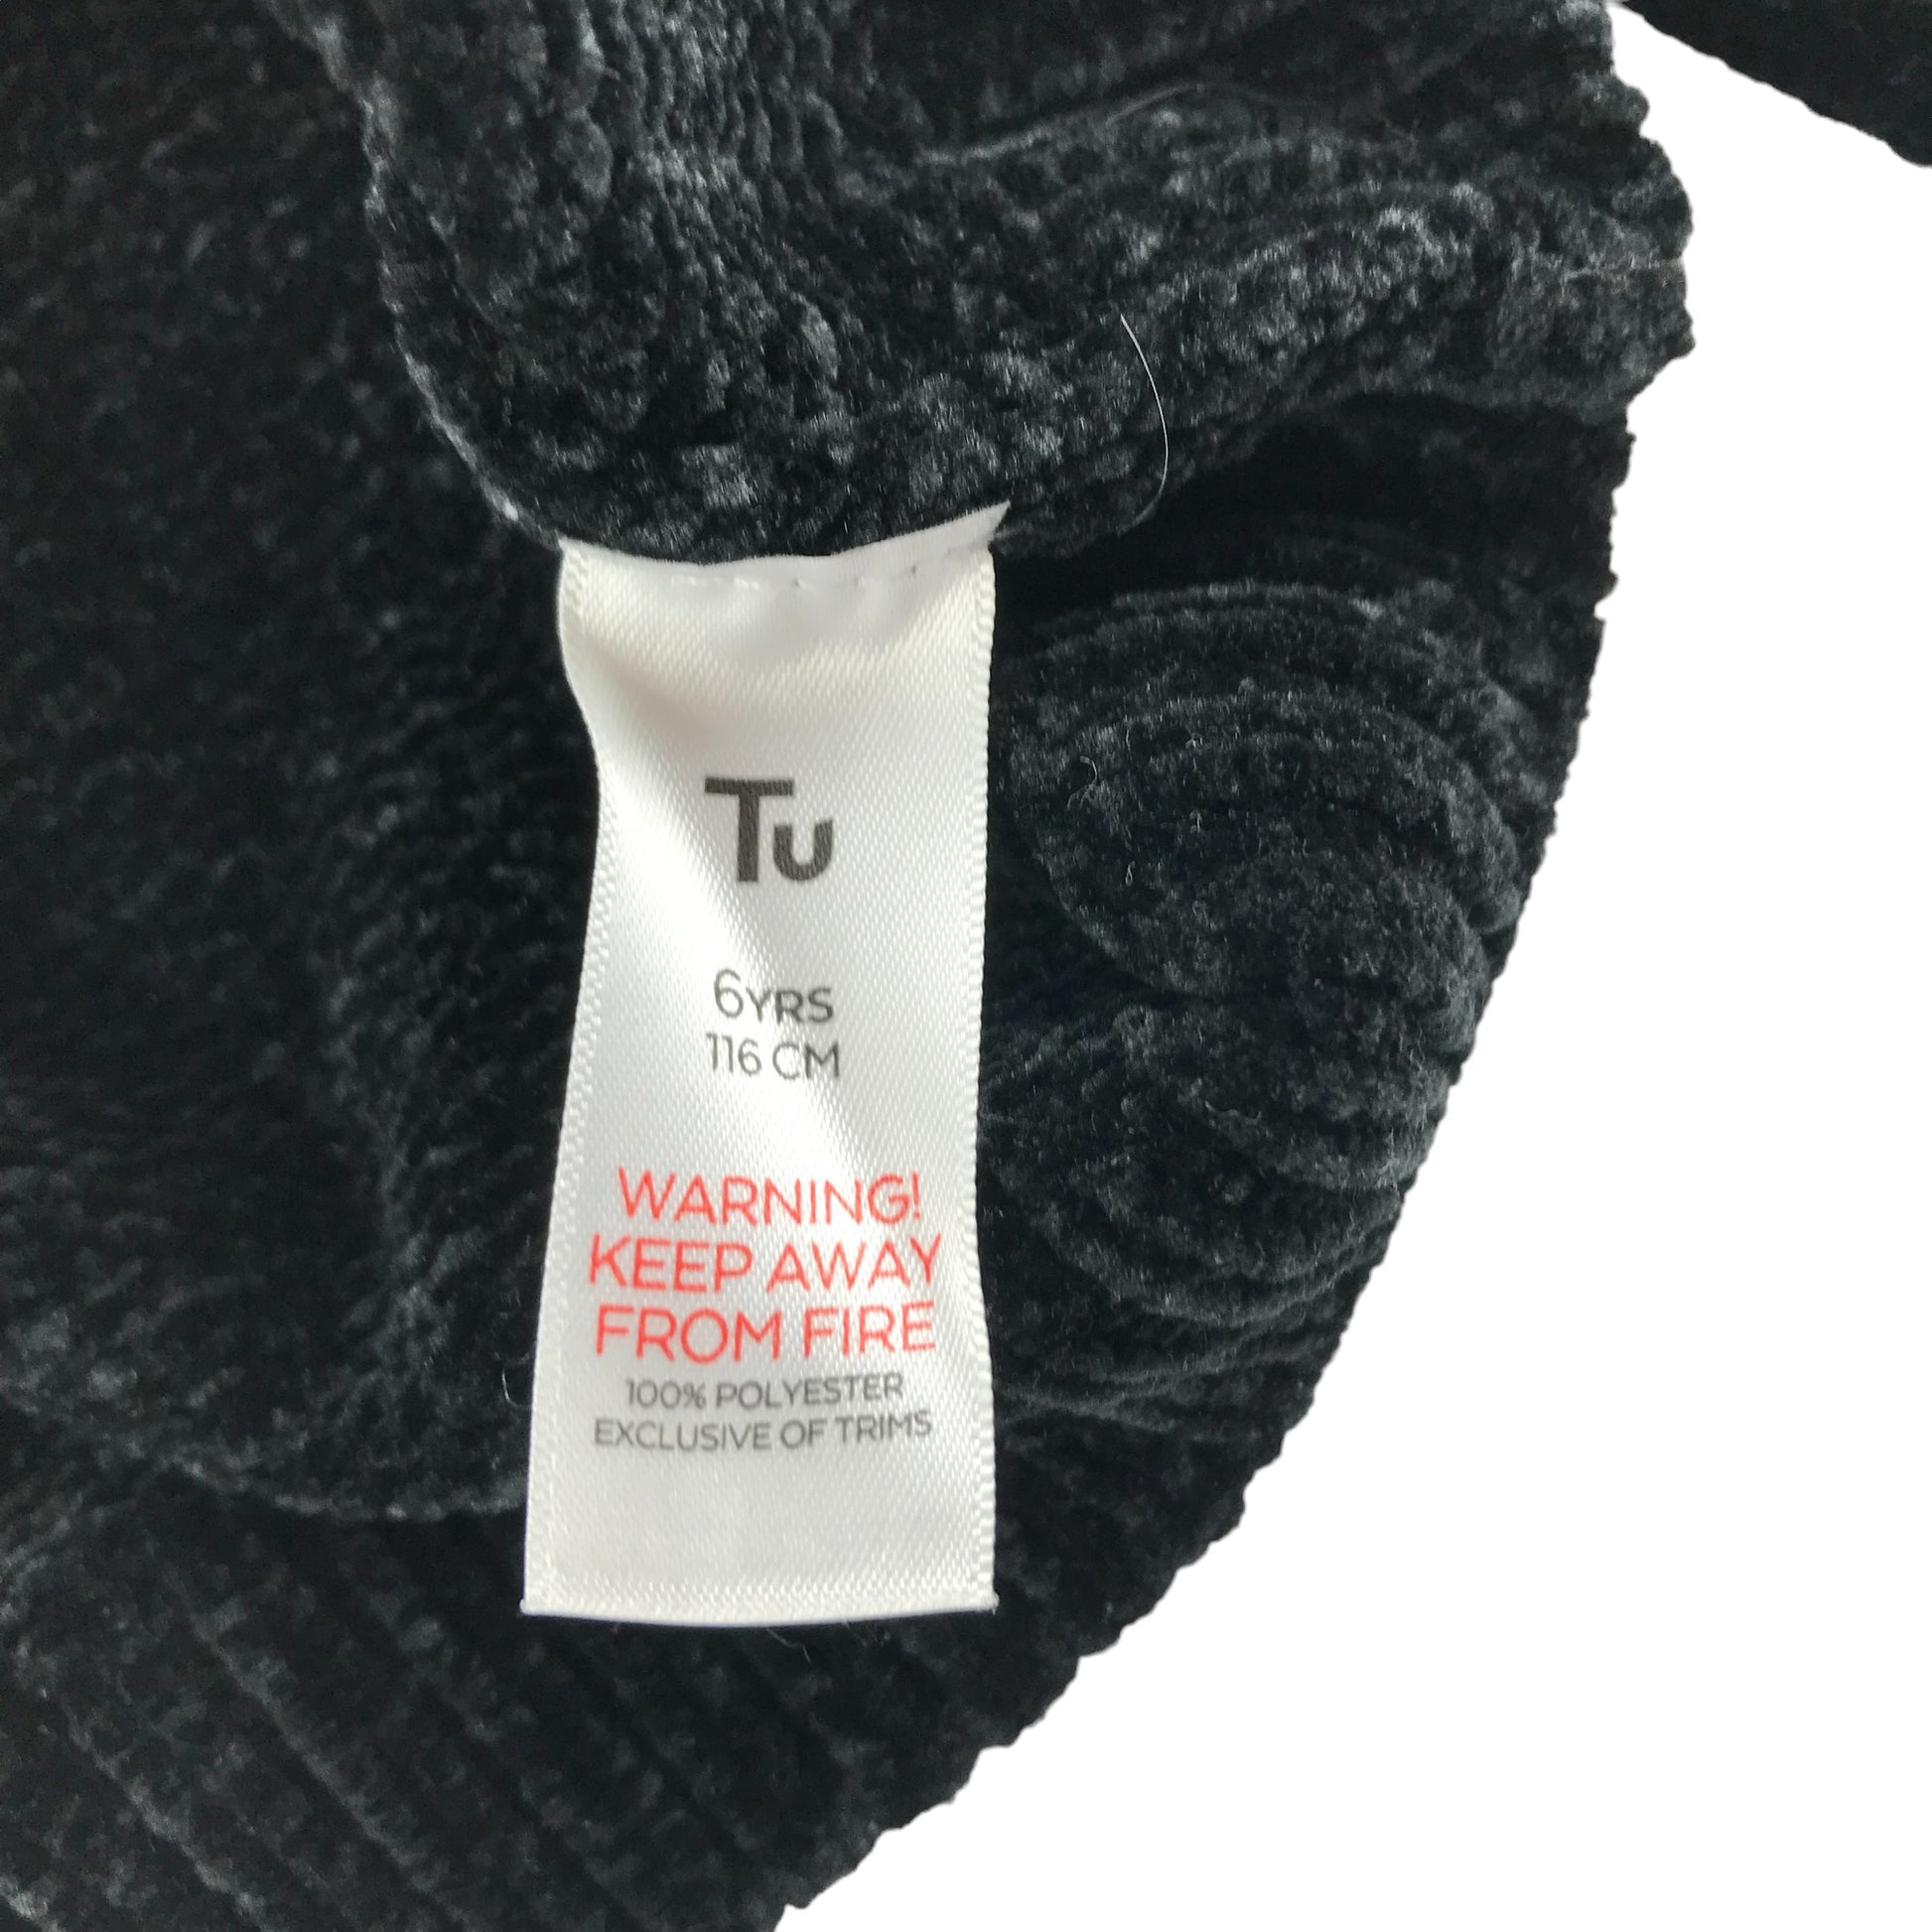 Tu
6YRS
116 CM
WARNING!
KEEP AWAY
FROM FIRE
100% POLYESTER
EXCLUSIVE OF TRIMS